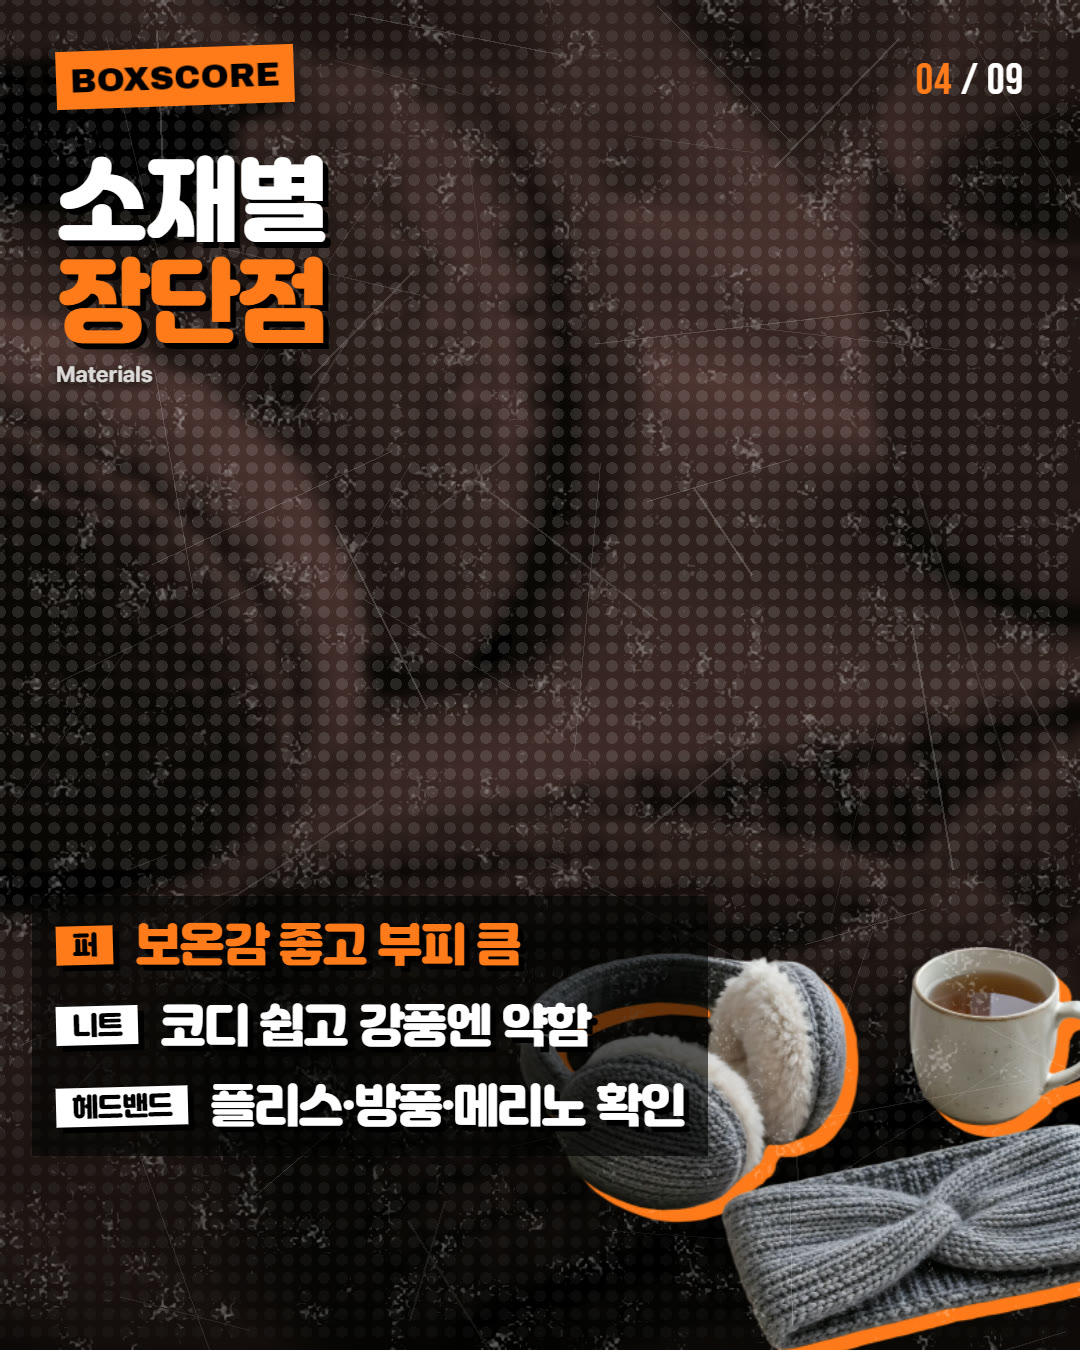 BOXSCORE
04 / 09
소재별
장단점
Materials
퍼 보온감 좋고 부피 큼
니트 코디 쉽고 강풍엔 약함
헤드밴드 플리스·방풍·메리노 확인